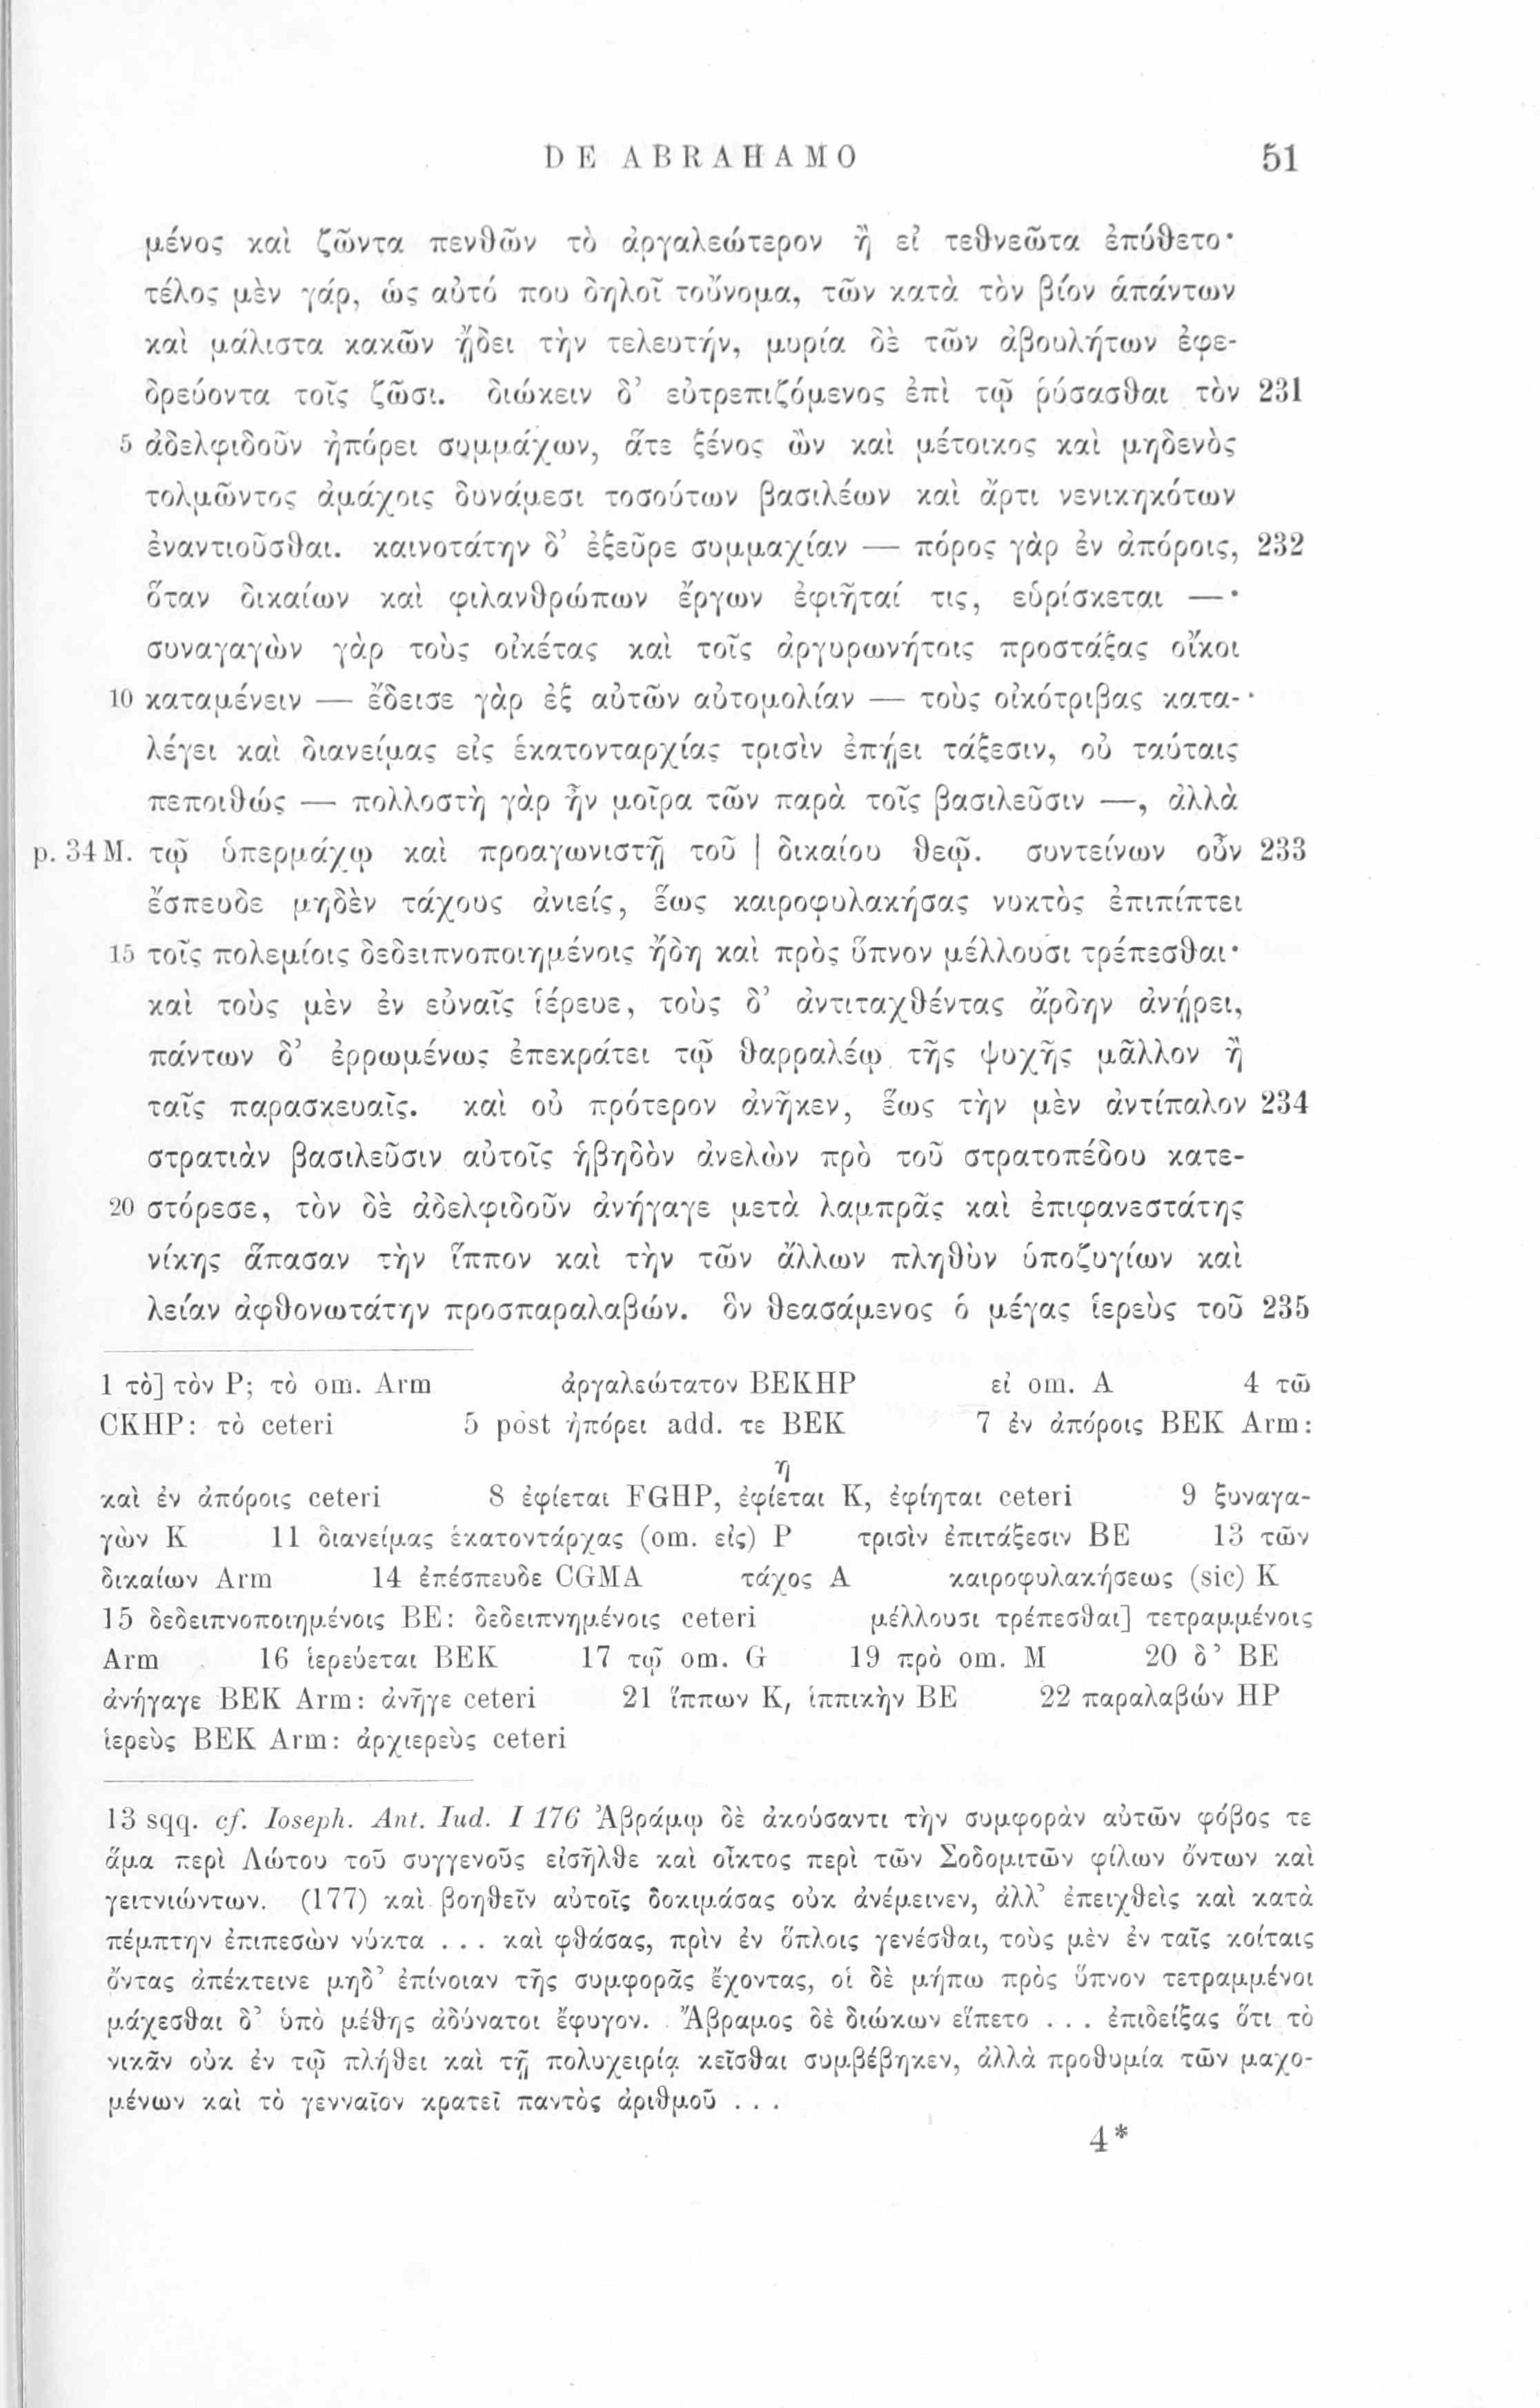 DE ABRAHAMO 51
μένος καὶ ζῶντα πενθῶν τὸ ἀργαλεώτερον ἢ εἰ τεθνεῶτα ἐπύθετο·
τέλος μὲν γάρ, ὡς αὐτό που δηλοῖ τοὔνομα, τῶν κατὰ τὸν βίον ἁπάντων
καὶ μάλιστα κακῶν ᾔδει τὴν τελευτήν, μυρία δὲ τῶν ἀβουλήτων ἐφε-
δρεύοντα τοῖς ζῶσι. διώκειν δ’ εὐτρεπιζόμενος ἐπὶ τῷ ῥύσασθαι τὸν 231
5 ἀδελφιδοῦν ἠπόρει συμμάχων, ἅτε ξένος ὢν καὶ μέτοικος καὶ μηδενὸς
τολμῶντος ἀμάχοις δυνάμεσι τοσούτων βασιλέων καὶ ἄρτι νενικηκότων
ἐναντιοῦσθαι. καινοτάτην δ’ ἐξεῦρε συμμαχίαν — πόρος γὰρ ἐν ἀπόροις, 232
ὅταν δικαίων καὶ φιλανθρώπων ἔργων ἐφιῆταί τις, εὑρίσκεται —·
συναγαγὼν γὰρ τοὺς οἰκέτας καὶ τοῖς ἀργυρωνήτοις προστάξας οἴκοι
10 καταμένειν — ἔδεισε γὰρ ἐξ αὐτῶν αὐτομολίαν — τοὺς οἰκότριβας κατα-
λέγει καὶ διανείμας εἰς ἑκατονταρχίας τρισὶν ἐπῄει τάξεσιν, οὐ ταύταις
πεποιθώς — πολλοστὴ γὰρ ἦν μοῖρα τῶν παρὰ τοῖς βασιλεῦσιν —, ἀλλὰ
p. 34 M. τῷ ὑπερμάχῳ καὶ προαγωνιστῇ τοῦ | δικαίου θεῷ. συντείνων οὖν 233
ἔσπευδε μηδὲν τάχους ἀνιείς, ἕως καιροφυλακήσας νυκτὸς ἐπιπίπτει
15 τοῖς πολεμίοις δεδειπνοποιημένοις ἤδη καὶ πρὸς ὕπνον μέλλουσι τρέπεσθαι·
καὶ τοὺς μὲν ἐν εὐναῖς ἱέρευε, τοὺς δ’ ἀντιταχθέντας ἄρδην ἀνῄρει,
πάντων δ’ ἐρρωμένως ἐπεκράτει τῷ θαρραλέῳ τῆς ψυχῆς μᾶλλον ἢ
ταῖς παρασκευαῖς. καὶ οὐ πρότερον ἀνῆκεν, ἕως τὴν μὲν ἀντίπαλον 234
στρατιὰν βασιλεῦσιν αὐτοῖς ἡβηδὸν ἀνελὼν πρὸ τοῦ στρατοπέδου κατε-
20 στόρεσε, τὸν δὲ ἀδελφιδοῦν ἀνήγαγε μετὰ λαμπρᾶς καὶ ἐπιφανεστάτης
νίκης ἅπασαν τὴν ἵππον καὶ τὴν τῶν ἄλλων πληθὺν ὑποζυγίων καὶ
λείαν ἀφθονωτάτην προσπαραλαβών. ὃν θεασάμενος ὁ μέγας ἱερεὺς τοῦ 235
1 τὸ] τὸν P; τὸ om. Arm ἀργαλεώτατον BEKHP εἰ om. A 4 τῶ
CKHP: τὸ ceteri 5 post ἠπόρει add. τε BEK 7 ἐν ἀπόροις BEK Arm:
η
καὶ ἐν ἀπόροις ceteri 8 ἐφίεται FGHP, ἐφίεται K, ἐφίηται ceteri 9 ξυναγα-
γὼν K 11 διανείμας ἑκατοντάρχας (om. εἰς) P τρισὶν ἐπιτάξεσιν BE 13 τῶν
δικαίων Arm 14 ἐπέσπευδε CGMA τάχος A καιροφυλακήσεως (sic) K
15 δεδειπνοποιημένοις BE: δεδειπνημένοις ceteri μέλλουσι τρέπεσθαι] τετραμμένοις
Arm 16 ἱερεύεται BEK 17 τῷ om. G 19 πρὸ om. M 20 δ’ BE
ἀνήγαγε BEK Arm: ἀνῆγε ceteri 21 ἵππων K, ἱππικὴν BE 22 παραλαβών HP
ἱερεὺς BEK Arm: ἀρχιερεὺς ceteri
13 sqq. cf. Ioseph. Ant. Iud. I 176 Ἀβράμῳ δὲ ἀκούσαντι τὴν συμφορὰν αὐτῶν φόβος τε
ἅμα περὶ Λώτου τοῦ συγγενοῦς εἰσῆλθε καὶ οἶκτος περὶ τῶν Σοδομιτῶν φίλων ὄντων καὶ
γειτνιώντων. (177) καὶ βοηθεῖν αὐτοῖς δοκιμάσας οὐκ ἀνέμεινεν, ἀλλ’ ἐπειχθεὶς καὶ κατὰ
πέμπτην ἐπιπεσὼν νύκτα ... καὶ φθάσας, πρὶν ἐν ὅπλοις γενέσθαι, τοὺς μὲν ἐν ταῖς κοίταις
ὄντας ἀπέκτεινε μηδ’ ἐπίνοιαν τῆς συμφορᾶς ἔχοντας, οἱ δὲ μήπω πρὸς ὕπνον τετραμμένοι
μάχεσθαι δ’ ὑπὸ μέθης ἀδύνατοι ἔφυγον. Ἄβραμος δὲ διώκων εἵπετο ... ἐπιδείξας ὅτι τὸ
νικᾶν οὐκ ἐν τῷ πλήθει καὶ τῇ πολυχειρίᾳ κεῖσθαι συμβέβηκεν, ἀλλὰ προθυμία τῶν μαχο-
μένων καὶ τὸ γενναῖον κρατεῖ παντὸς ἀριθμοῦ ...
4*